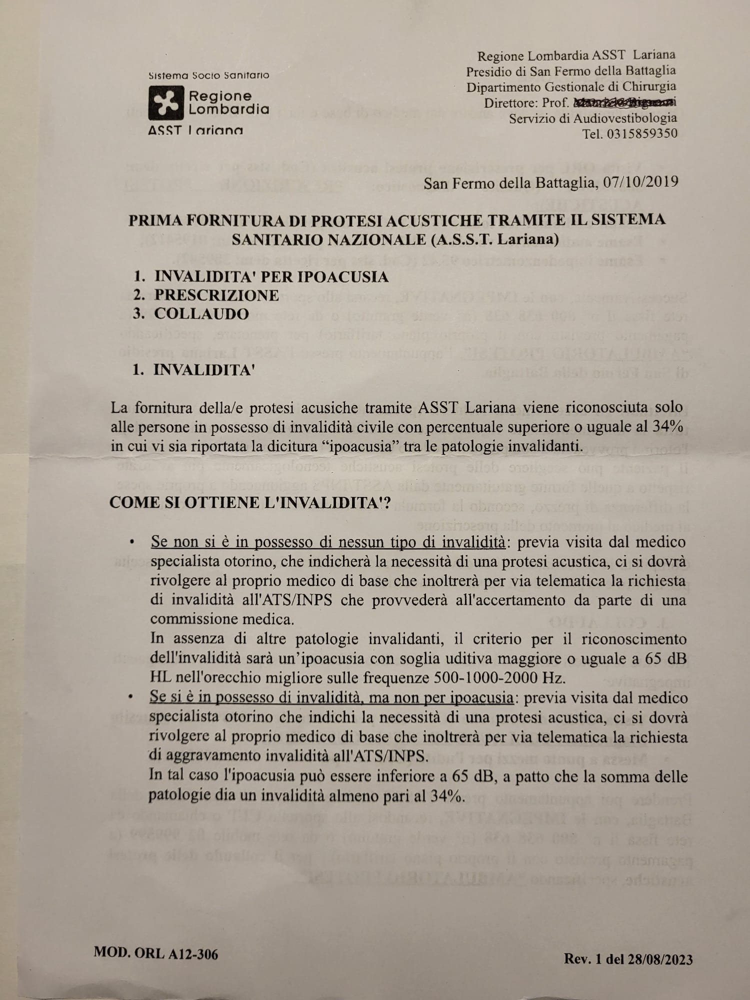 Sistema Socio Sanitario
Regione
Lombardia
ASST Lariana
Regione Lombardia ASST Lariana
Presidio di San Fermo della Battaglia
Dipartimento Gestionale di Chirurgia
Direttore: Prof.
Servizio di Audiovestibologia
Tel. 0315859350
San Fermo della Battaglia, 07/10/2019
PRIMA FORNITURA DI PROTESI ACUSTICHE TRAMITE IL SISTEMA
SANITARIO NAZIONALE (A.S.S.T. Lariana)
1. INVALIDITA' PER IPOACUSIA
2. PRESCRIZIONE
3. COLLAUDO
1. INVALIDITA'
La fornitura della/e protesi acusiche tramite ASST Lariana viene riconosciuta solo
alle persone in possesso di invalidità civile con percentuale superiore o uguale al 34%
in cui vi sia riportata la dicitura “ipoacusia” tra le patologie invalidanti.
COME SI OTTIENE L'INVALIDITA'?
• Se non si è in possesso di nessun tipo di invalidità: previa visita dal medico
specialista otorino, che indicherà la necessità di una protesi acustica, ci si dovrà
rivolgere al proprio medico di base che inoltrerà per via telematica la richiesta
di invalidità all'ATS/INPS che provvederà all'accertamento da parte di una
commissione medica.
In assenza di altre patologie invalidanti, il criterio per il riconoscimento
dell'invalidità sarà un’ipoacusia con soglia uditiva maggiore o uguale a 65 dB
HL nell'orecchio migliore sulle frequenze 500-1000-2000 Hz.
• Se si è in possesso di invalidità, ma non per ipoacusia: previa visita dal medico
specialista otorino che indichi la necessità di una protesi acustica, ci si dovrà
rivolgere al proprio medico di base che inoltrerà per via telematica la richiesta
di aggravamento invalidità all'ATS/INPS.
In tal caso l'ipoacusia può essere inferiore a 65 dB, a patto che la somma delle
patologie dia un invalidità almeno pari al 34%.
MOD. ORL A12-306
Rev. 1 del 28/08/2023